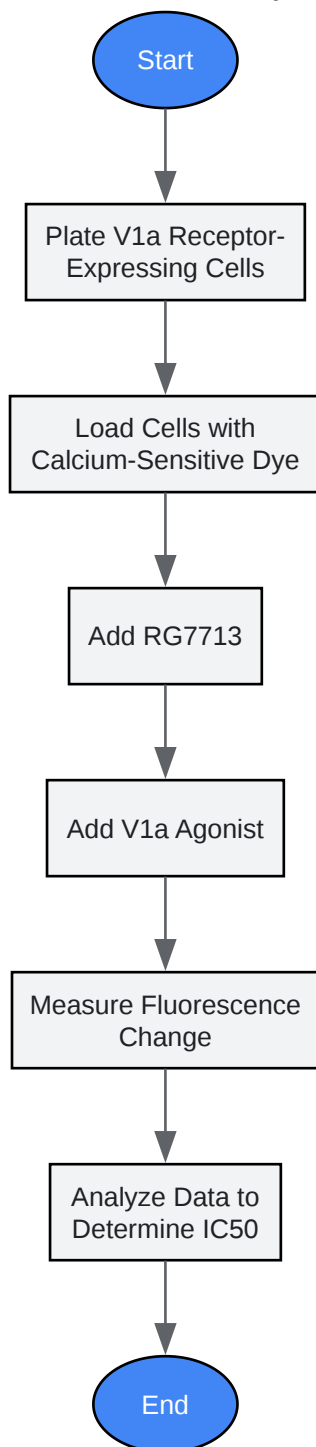 Start
Plate V1a Receptor-
Expressing Cells
Load Cells with
Calcium-Sensitive Dye
Add RG7713
Add V1a Agonist
Measure Fluorescence
Change
Analyze Data to
Determine IC50
End